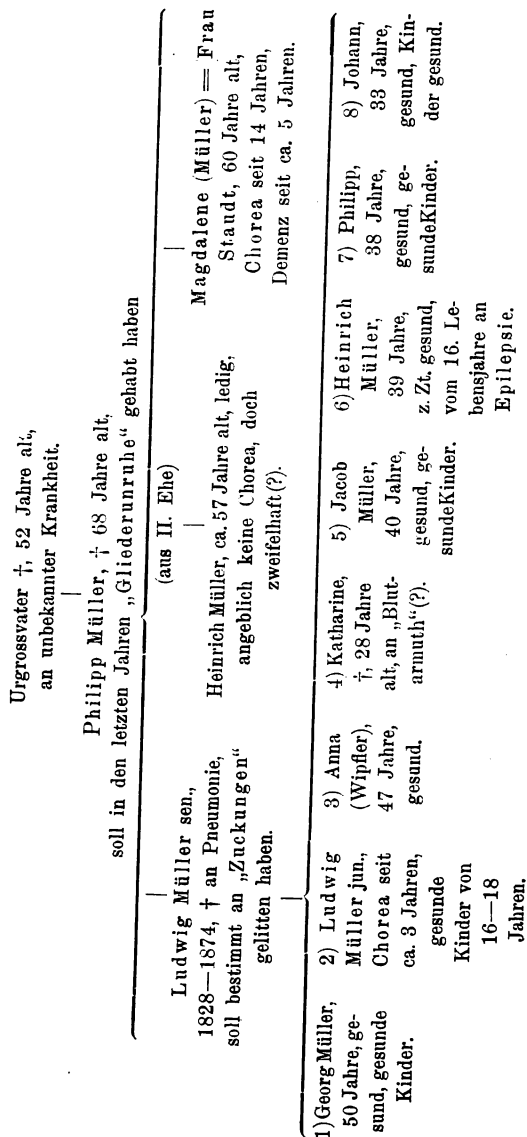 Urgrossvater †, 52 Jahre alt,
an unbekannter Krankheit.
Philipp Müller, † 68 Jahre alt,
soll in den letzten Jahren „Gliederunruhe“ gehabt haben
(aus II. Ehe)
Ludwig Müller sen.,
1828—1874, † an Pneumonie,
soll bestimmt an „Zuckungen“
gelitten haben.
Heinrich Müller, ca. 57 Jahre alt, ledig,
angeblich keine Chorea, doch
zweifelhaft (?).
Magdalene (Müller) = Frau
Staudt, 60 Jahre alt,
Chorea seit 14 Jahren,
Demenz seit ca. 5 Jahren.
1) Georg Müller,
50 Jahre, ge-
sund, gesunde
Kinder.
2) Ludwig
Müller jun.,
Chorea seit
ca. 3 Jahren,
gesunde
Kinder von
16—18
Jahren.
3) Anna
(Wipfler),
47 Jahre,
gesund.
4) Katharine,
†, 28 Jahre
alt, an „Blut-
armuth“ (?).
5) Jacob
Müller,
40 Jahre,
gesund, ge-
sunde Kinder.
6) Heinrich
Müller,
39 Jahre,
z. Zt. gesund,
vom 16. Le-
bensjahre an
Epilepsie.
7) Philipp,
38 Jahre,
gesund, ge-
sunde Kinder.
8) Johann,
33 Jahre,
gesund, Kin-
der gesund.